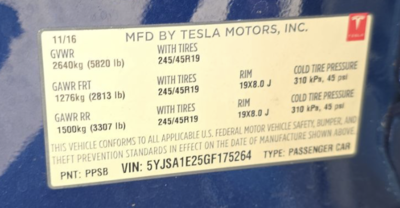 11/16 MFD BY TESLA MOTORS, INC.
GVWR WITH TIRES
2640kg (5820 lb) 245/45R19
GAWR FRT WITH TIRES RIM COLD TIRE PRESSURE
1276kg (2813 lb) 245/45R19 19X8.0 J 310 kPa, 45 psi
GAWR RR WITH TIRES RIM COLD TIRE PRESSURE
1500kg (3307 lb) 245/45R19 19X8.0 J 310 kPa, 45 psi
THIS VEHICLE CONFORMS TO ALL APPLICABLE U.S. FEDERAL MOTOR VEHICLE SAFETY, BUMPER, AND
THEFT PREVENTION STANDARDS IN EFFECT ON THE DATE OF MANUFACTURE SHOWN ABOVE.
PNT: PPSB VIN: 5YJSA1E25GF175264 TYPE: PASSENGER CAR
TESLA